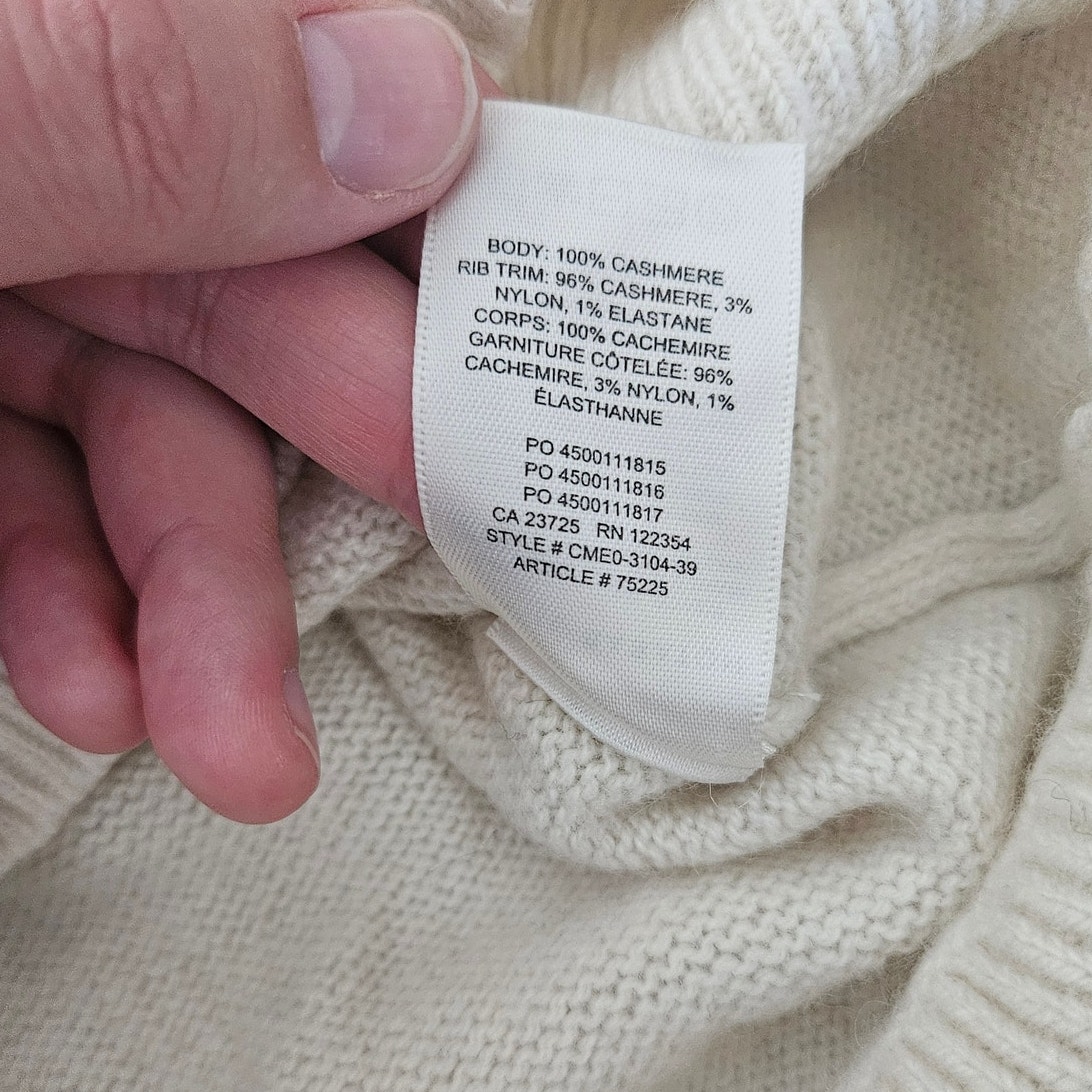 BODY: 100% CASHMERE
RIB TRIM: 96% CASHMERE, 3%
NYLON, 1% ELASTANE
CORPS: 100% CACHEMIRE
GARNITURE CÔTELÉE: 96%
CACHEMIRE, 3% NYLON, 1%
ÉLASTHANNE
PO 4500111815
PO 4500111816
PO 4500111817
CA 23725 RN 122354
STYLE # CME0-3104-39
ARTICLE # 75225